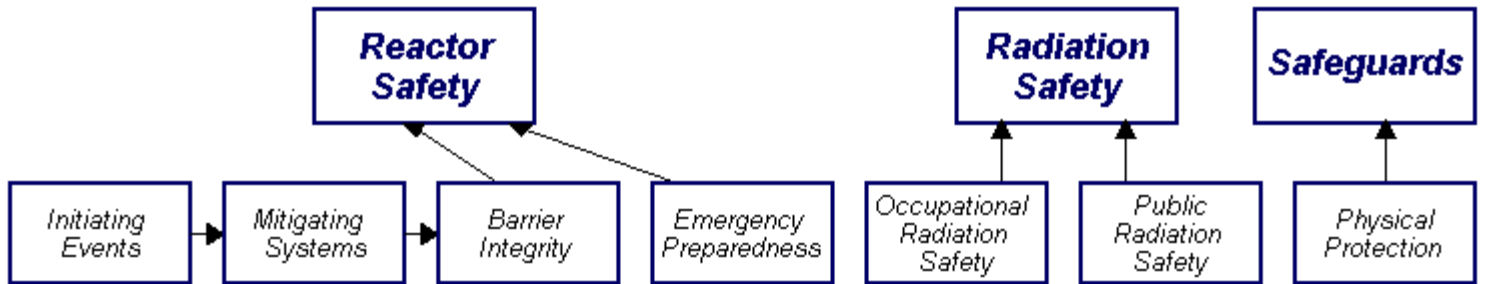 Reactor
Safety
Radiation
Safety
Safeguards
Initiating
Events
Mitigating
Systems
Barrier
Integrity
Emergency
Preparedness
Occupational
Radiation
Safety
Public
Radiation
Safety
Physical
Protection